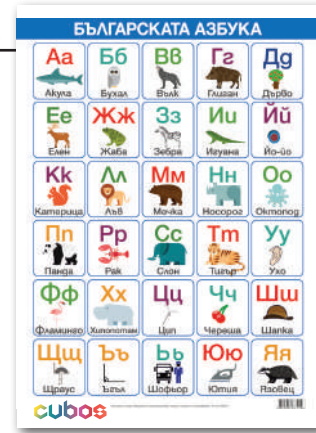 БЪЛГАРСКАТА АЗБУКА
Аа Бб Вв Гг Дд
Акула Бухал Вълк Глиган Дърво
Ее Жж Зз Ии Йй
Елен Жаба Зебра Игуана Йо-йо
Кк Лл Мм Нн Оо
Катерица Лъв Мечка Носорог Октопод
Пп Рр Сс Тт Уу
Панда Рак Слон Тигър Ухо
Фф Хх Цц Чч Шш
Фламинго Хипопотам Цип Череша Шапка
Щщ Ъъ Ьь Юю Яя
Щраус Ъгъл Шофьор Ютия Язовец
cubos